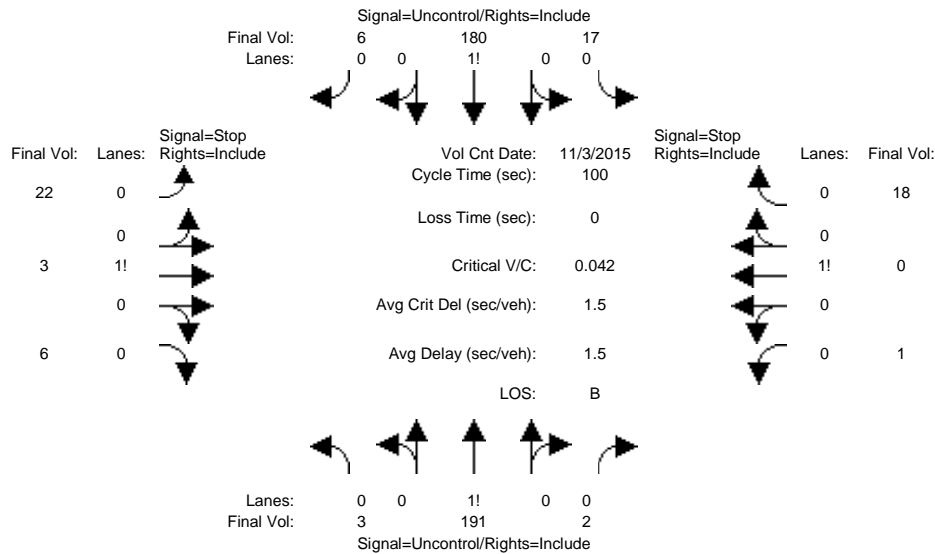 Signal=Uncontrol/Rights=Include
Final Vol: 6 180 17
Lanes: 0 0 1! 0 0
Signal=Stop Signal=Stop
Final Vol: Lanes: Rights=Include Vol Cnt Date: 11/3/2015 Rights=Include Lanes: Final Vol:
Cycle Time (sec): 100
22 0 0 18
Loss Time (sec): 0
0 0
3 1! Critical V/C: 0.042 1! 0
0 Avg Crit Del (sec/veh): 1.5 0
6 0 Avg Delay (sec/veh): 1.5 0 1
LOS: B
Lanes: 0 0 1! 0 0
Final Vol: 3 191 2
Signal=Uncontrol/Rights=Include